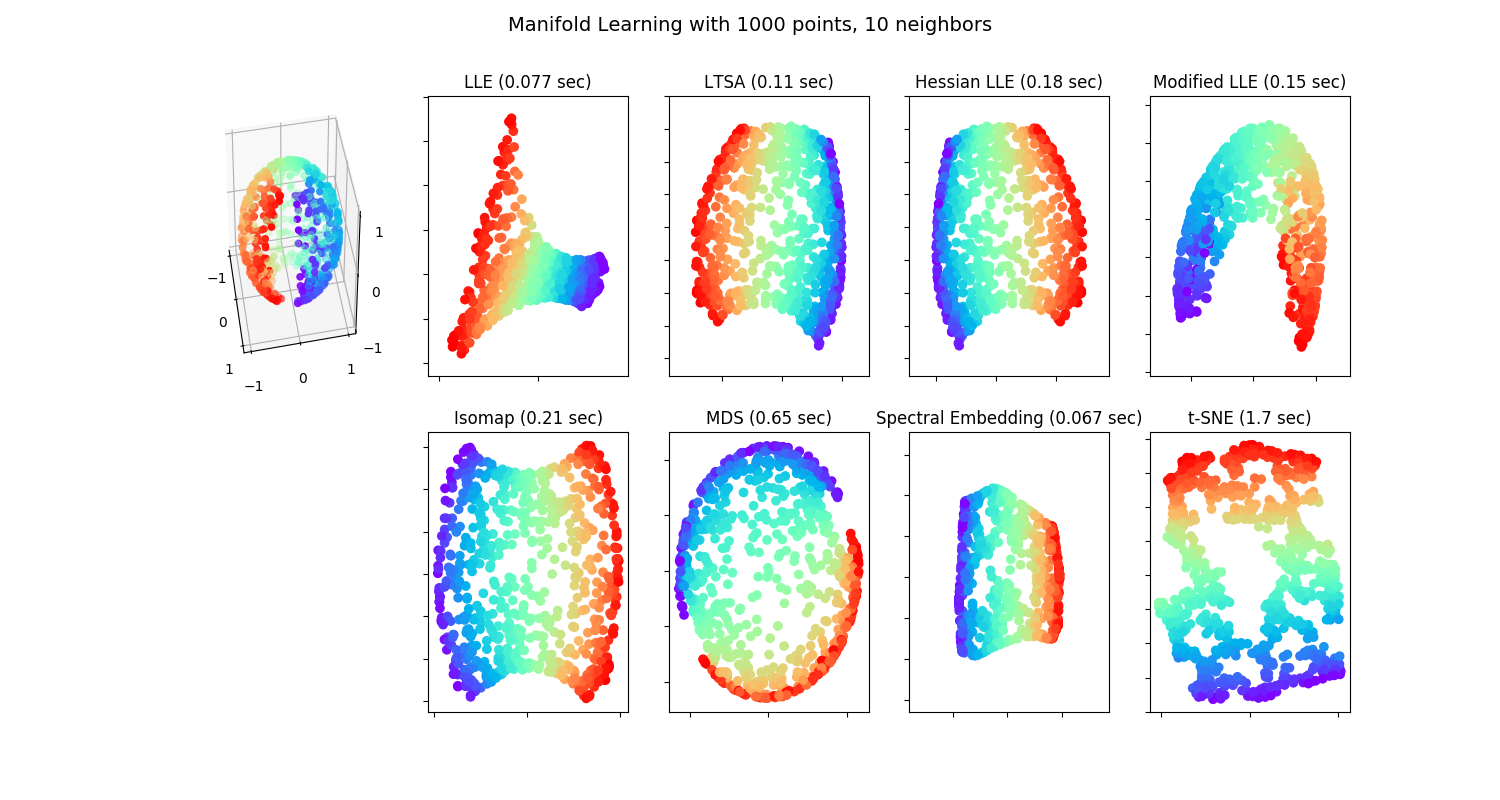 Manifold Learning with 1000 points, 10 neighbors
LLE (0.077 sec)
LTSA (0.11 sec)
Hessian LLE (0.18 sec)
Modified LLE (0.15 sec)
−1
0
1
−1
0
1
1
0
−1
Isomap (0.21 sec)
MDS (0.65 sec)
Spectral Embedding (0.067 sec)
t-SNE (1.7 sec)